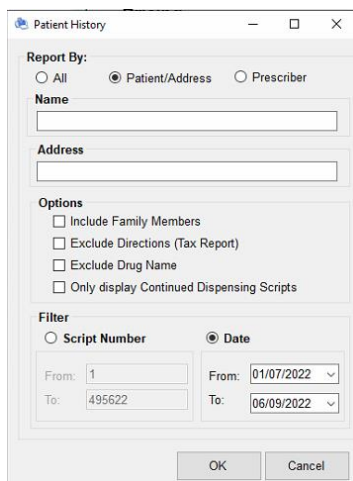 Patient History
Report By:
All Patient/Address Prescriber
Name
Address
Options
Include Family Members
Exclude Directions (Tax Report)
Exclude Drug Name
Only display Continued Dispensing Scripts
Filter
Script Number Date
From: 1 From: 01/07/2022
To: 495622 To: 06/09/2022
OK Cancel